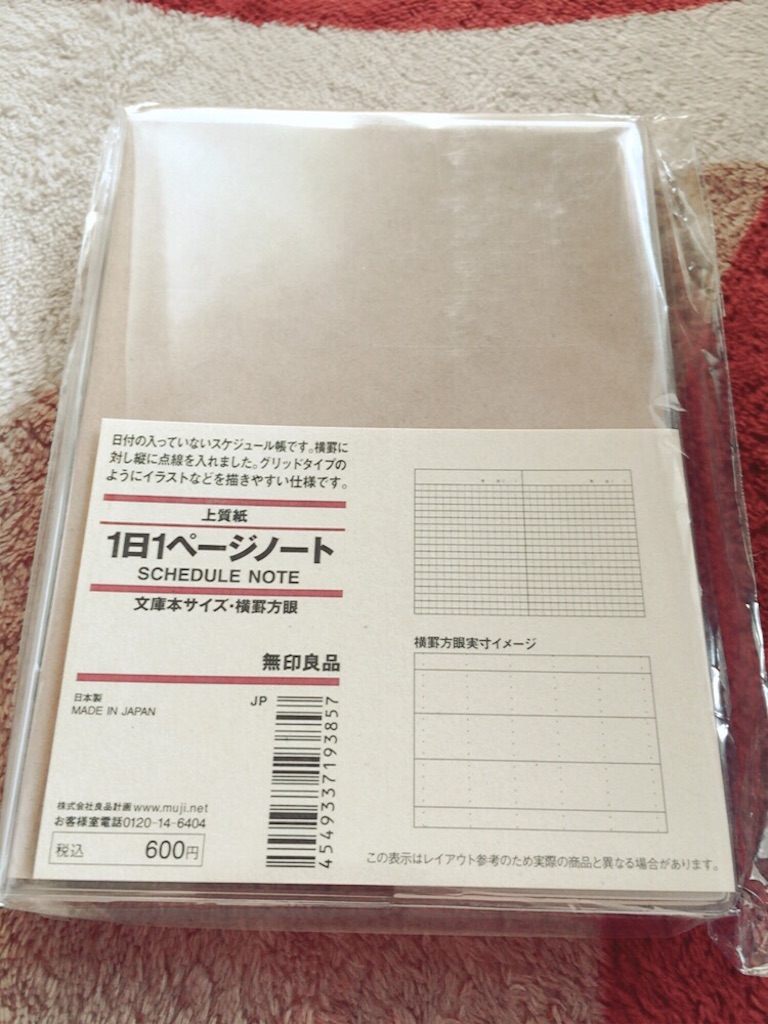 日付の入っていないスケジュール帳です。横罫に
対し縦に点線を入れました。グリッドタイプの
ようにイラストなどを描きやすい仕様です。
上質紙
1日1ページノート
SCHEDULE NOTE
文庫本サイズ・横罫方眼
無印良品
日本製
MADE IN JAPAN
JP
4549337193857
株式会社良品計画 www.muji.net
お客様室電話0120-14-6404
税込 600円
横罫方眼実寸イメージ
この表示はレイアウト参考のため実際の商品と異なる場合があります。